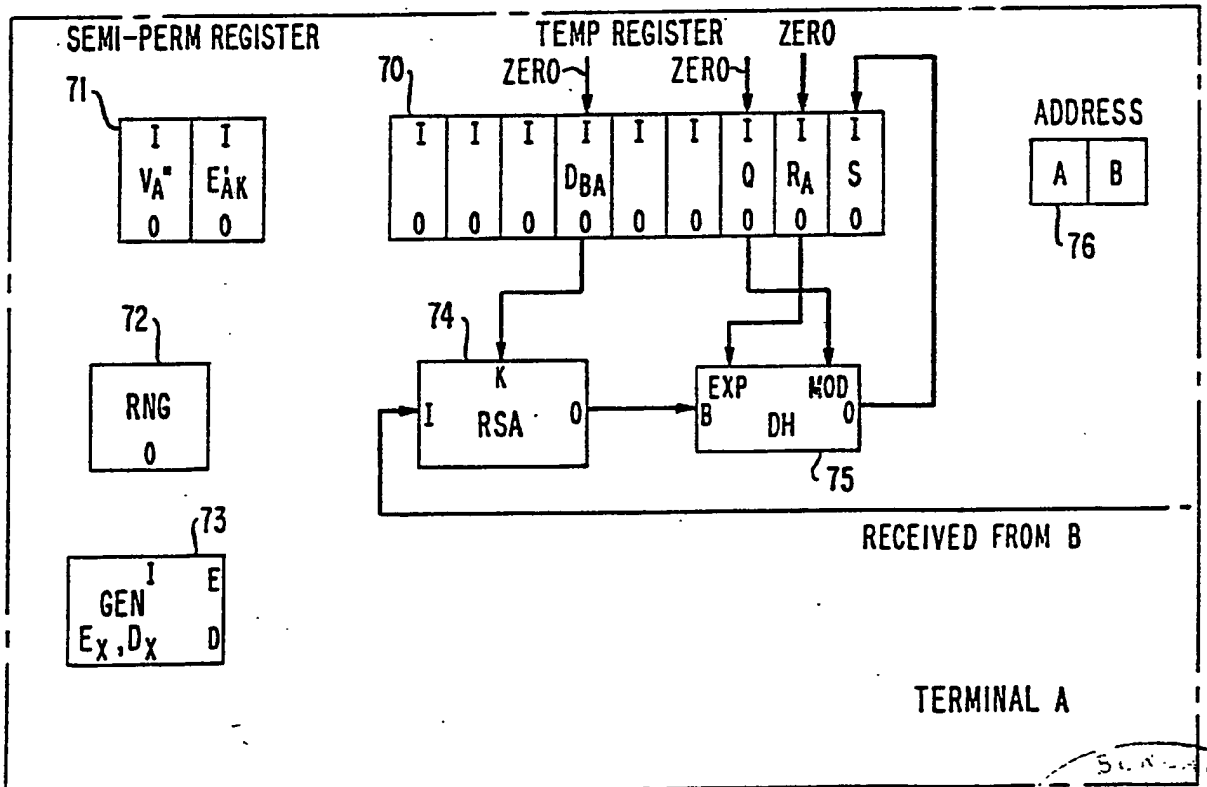 SEMI-PERM REGISTER
TEMP REGISTER
ZERO
ZERO
ZERO
71
70
I I
V_A" E'_AK
0 0
I I I I I I I I I
D_BA Q R_A S
0 0 0 0 0 0 0 0 0
ADDRESS
A B
76
72
RNG
0
74
K
I RSA 0
EXP MOD
B DH 0
75
RECEIVED FROM B
73
I E
GEN
E_X, D_X D
TERMINAL A